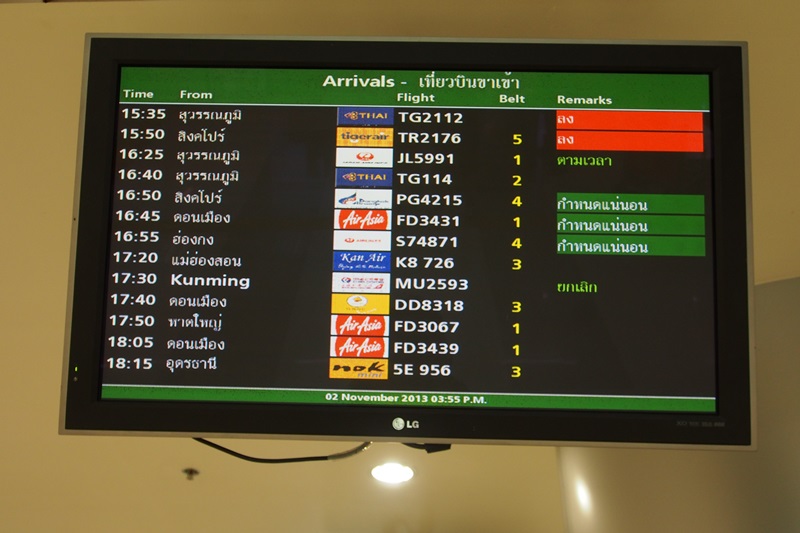 Arrivals - เที่ยวบินขาเข้า
Time From Flight Belt Remarks
15:35 สุวรรณภูมิ THAI TG2112 ลง
15:50 สิงคโปร์ tigerair TR2176 5 ลง
16:25 สุวรรณภูมิ JL5991 1 ตามเวลา
16:40 สุวรรณภูมิ THAI TG114 2
16:50 สิงคโปร์ PG4215 4 กำหนดแน่นอน
16:45 ดอนเมือง AirAsia FD3431 1 กำหนดแน่นอน
16:55 ฮ่องกง S74871 4 กำหนดแน่นอน
17:20 แม่ฮ่องสอน Kan Air K8 726 3
17:30 Kunming MU2593 ยกเลิก
17:40 ดอนเมือง DD8318 3
17:50 หาดใหญ่ AirAsia FD3067 1
18:05 ดอนเมือง AirAsia FD3439 1
18:15 อุดรธานี nok mini 5E 956 3
02 November 2013 03:55 P.M.
LG